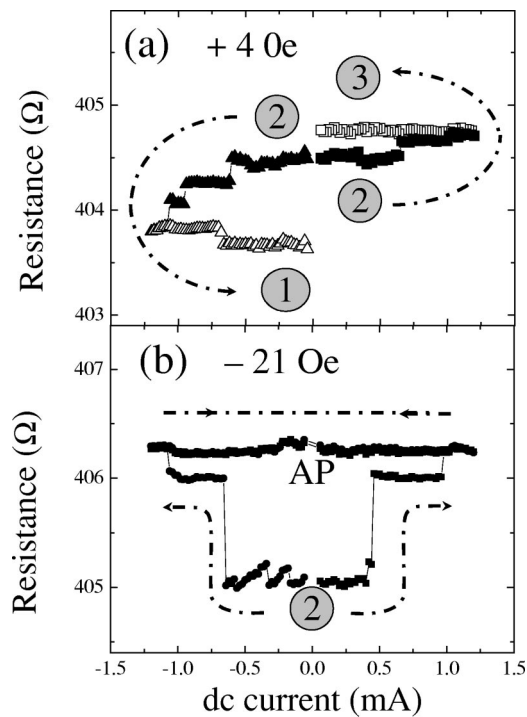 (a) + 4 0e
405
404
403
Resistance (Ω)
3
2
2
1
(b) – 21 Oe
407
406
405
Resistance (Ω)
AP
2
-1.5 -1.0 -0.5 0.0 0.5 1.0 1.5
dc current (mA)